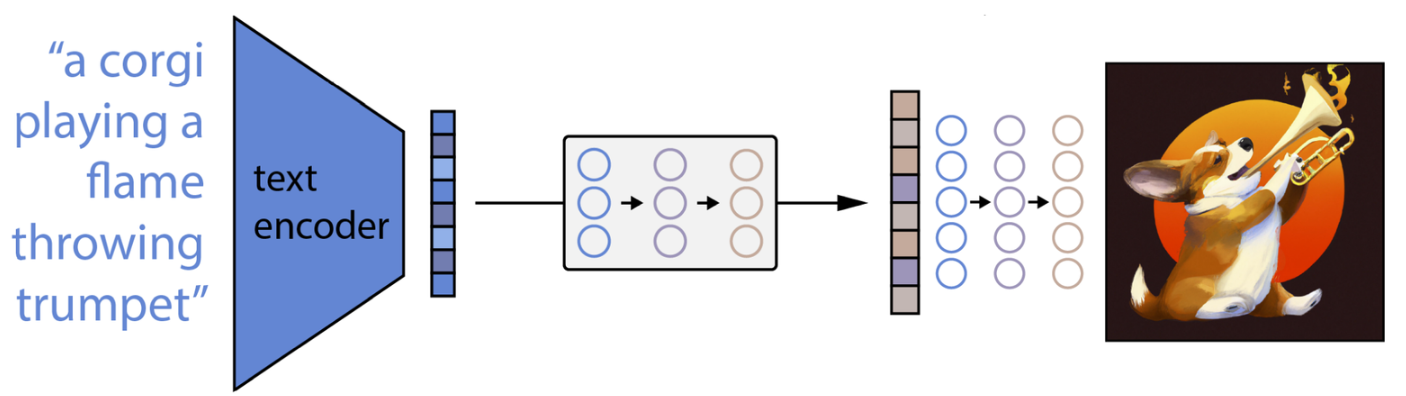 “a corgi
playing a
flame
throwing
trumpet”
text
encoder